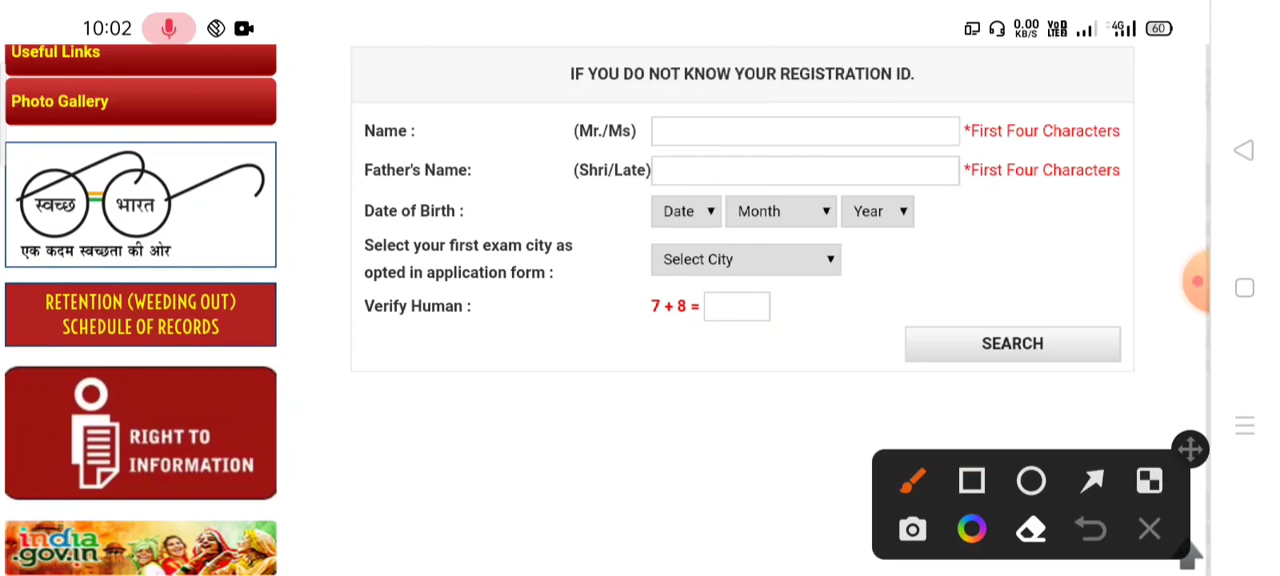 10:02
0.00
KB/S
VoD
LTE2
4G
60
Useful Links
Photo Gallery
स्वच्छ भारत
एक कदम स्वच्छता की ओर
RETENTION (WEEDING OUT)
SCHEDULE OF RECORDS
RIGHT TO
INFORMATION
india
.gov.in
IF YOU DO NOT KNOW YOUR REGISTRATION ID.
Name : (Mr./Ms) *First Four Characters
Father's Name: (Shri/Late) *First Four Characters
Date of Birth : Date Month Year
Select your first exam city as
opted in application form : Select City
Verify Human : 7 + 8 =
SEARCH